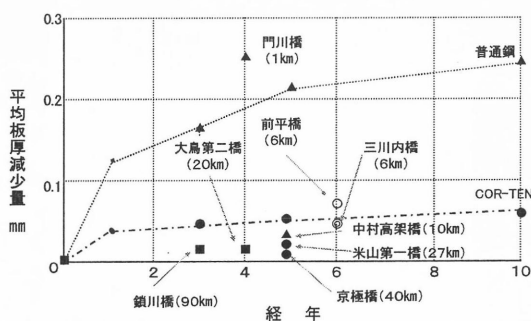 0.3
0.2
0.1
0
平均板厚減少量
mm
門川橋
(1km)
普通鋼
大鳥第二橋
(20km)
前平橋
(6km)
三川内橋
(6km)
COR-TEN
中村高架橋(10km)
米山第一橋(27km)
鎖川橋(90km)
京極橋(40km)
2
4
6
8
10
経年